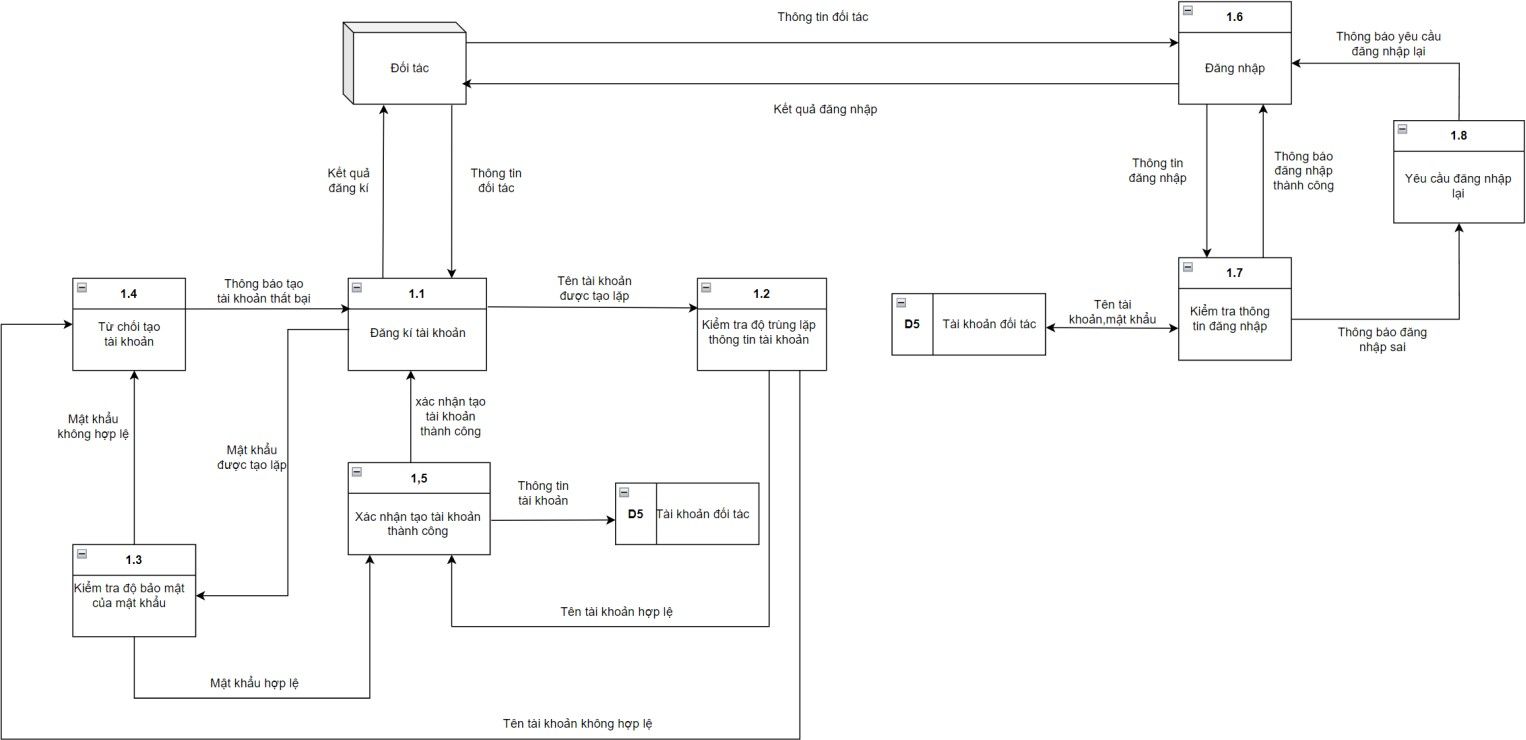 Thông tin đối tác
1.6
Đăng nhập
Thông báo yêu cầu
đăng nhập lại
Đối tác
Kết quả đăng nhập
1.8
Yêu cầu đăng nhập
lại
Kết quả
đăng kí
Thông tin
đối tác
Thông tin
đăng nhập
Thông báo
đăng nhập
thành công
1.4
Từ chối tạo
tài khoản
Thông báo tạo
tài khoản thất bại
1.1
Đăng kí tài khoản
Tên tài khoản
được tạo lặp
1.2
Kiểm tra độ trùng lặp
thông tin tài khoản
D5
Tài khoản đối tác
Tên tài
khoản,mật khẩu
1.7
Kiểm tra thông
tin đăng nhập
Thông báo đăng
nhập sai
Mật khẩu
không hợp lệ
Mật khẩu
được tạo lặp
xác nhận tạo
tài khoản
thành công
1,5
Xác nhận tạo tài khoản
thành công
Thông tin
tài khoản
D5
Tài khoản đối tác
1.3
Kiểm tra độ bảo mật
của mật khẩu
Tên tài khoản hợp lệ
Mật khẩu hợp lệ
Tên tài khoản không hợp lệ